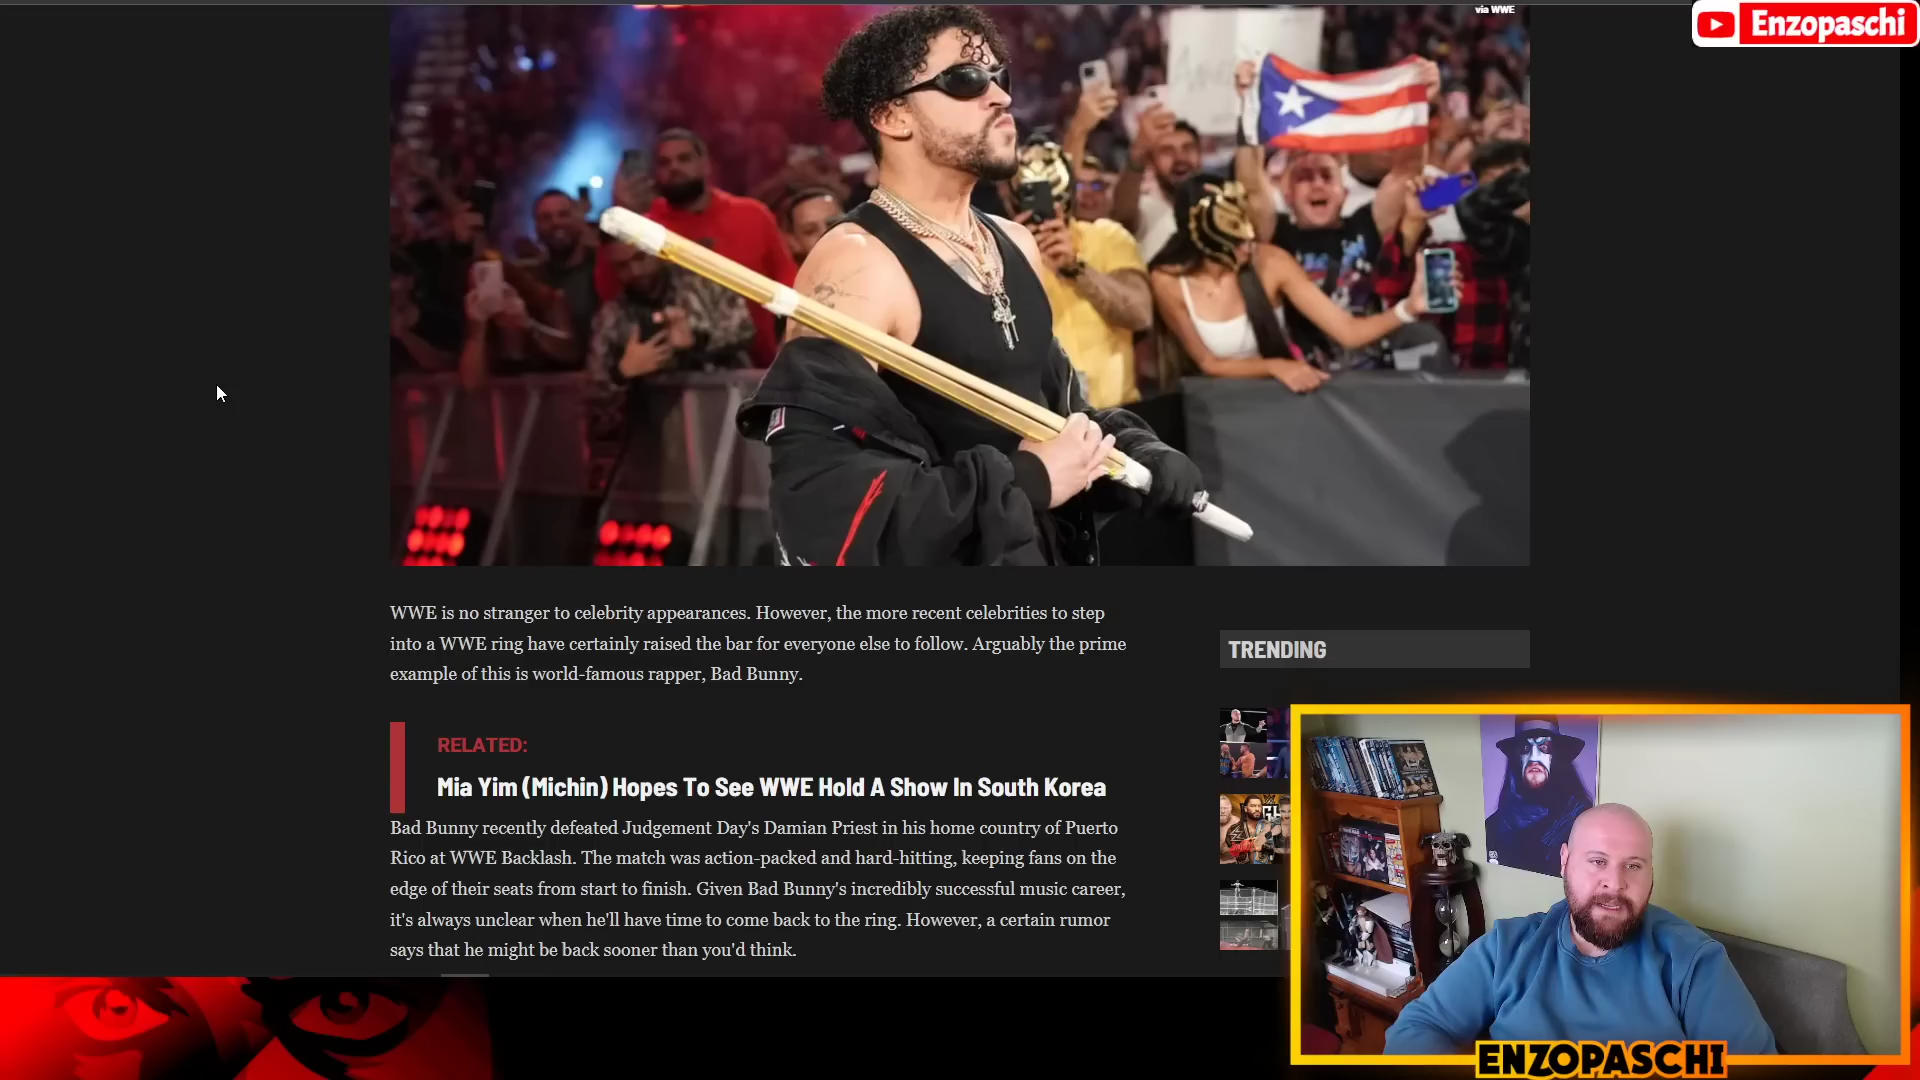 via WWE
Enzopaschi
WWE is no stranger to celebrity appearances. However, the more recent celebrities to step
into a WWE ring have certainly raised the bar for everyone else to follow. Arguably the prime
example of this is world-famous rapper, Bad Bunny.
TRENDING
RELATED:
Mia Yim (Michin) Hopes To See WWE Hold A Show In South Korea
Bad Bunny recently defeated Judgement Day's Damian Priest in his home country of Puerto
Rico at WWE Backlash. The match was action-packed and hard-hitting, keeping fans on the
edge of their seats from start to finish. Given Bad Bunny's incredibly successful music career,
it's always unclear when he'll have time to come back to the ring. However, a certain rumor
says that he might be back sooner than you'd think.
ENZOPASCHI